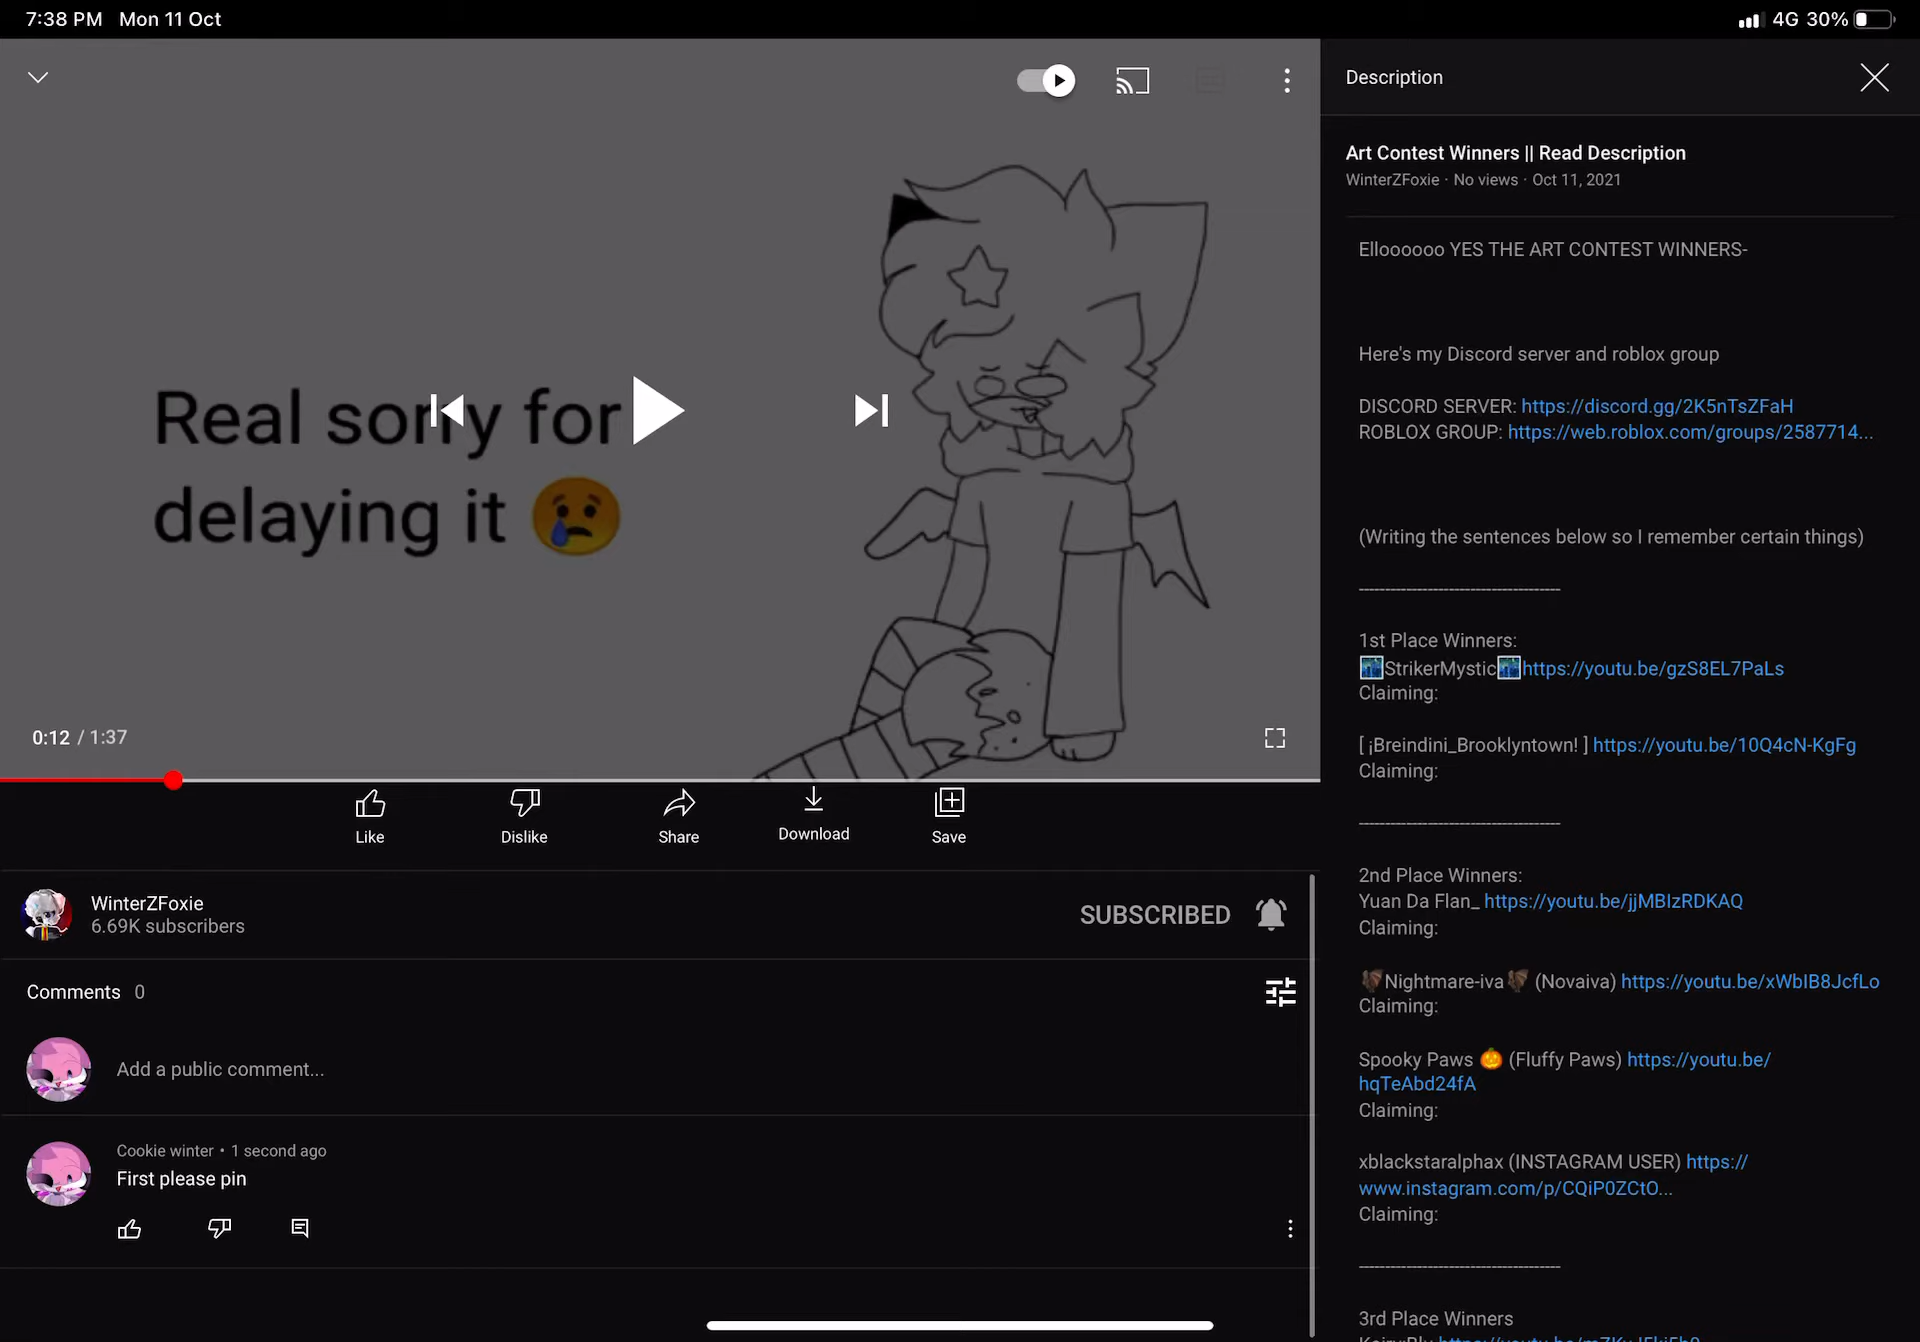 7:38 PM Mon 11 Oct
4G 30%
Real sorry for
delaying it 😢
0:12 / 1:37
Like
Dislike
Share
Download
Save
WinterZFoxie
6.69K subscribers
SUBSCRIBED
Comments 0
Add a public comment...
Cookie winter • 1 second ago
First please pin
Description
Art Contest Winners || Read Description
WinterZFoxie · No views · Oct 11, 2021
Elloooooo YES THE ART CONTEST WINNERS-
Here's my Discord server and roblox group
DISCORD SERVER: https://discord.gg/2K5nTsZFaH
ROBLOX GROUP: https://web.roblox.com/groups/2587714...
(Writing the sentences below so I remember certain things)
--------------------------------------
1st Place Winners:
🌃StrikerMystic🌃https://youtu.be/gzS8EL7PaLs
Claiming:
[ ¡Breindini_Brooklyntown! ] https://youtu.be/10Q4cN-KgFg
Claiming:
--------------------------------------
2nd Place Winners:
Yuan Da Flan_ https://youtu.be/jjMBIzRDKAQ
Claiming:
🦇Nightmare-iva🦇 (Novaiva) https://youtu.be/xWbIB8JcfLo
Claiming:
Spooky Paws 🎃 (Fluffy Paws) https://youtu.be/
hqTeAbd24fA
Claiming:
xblackstaralphax (INSTAGRAM USER) https://
www.instagram.com/p/CQiP0ZCtO...
Claiming:
--------------------------------------
3rd Place Winners